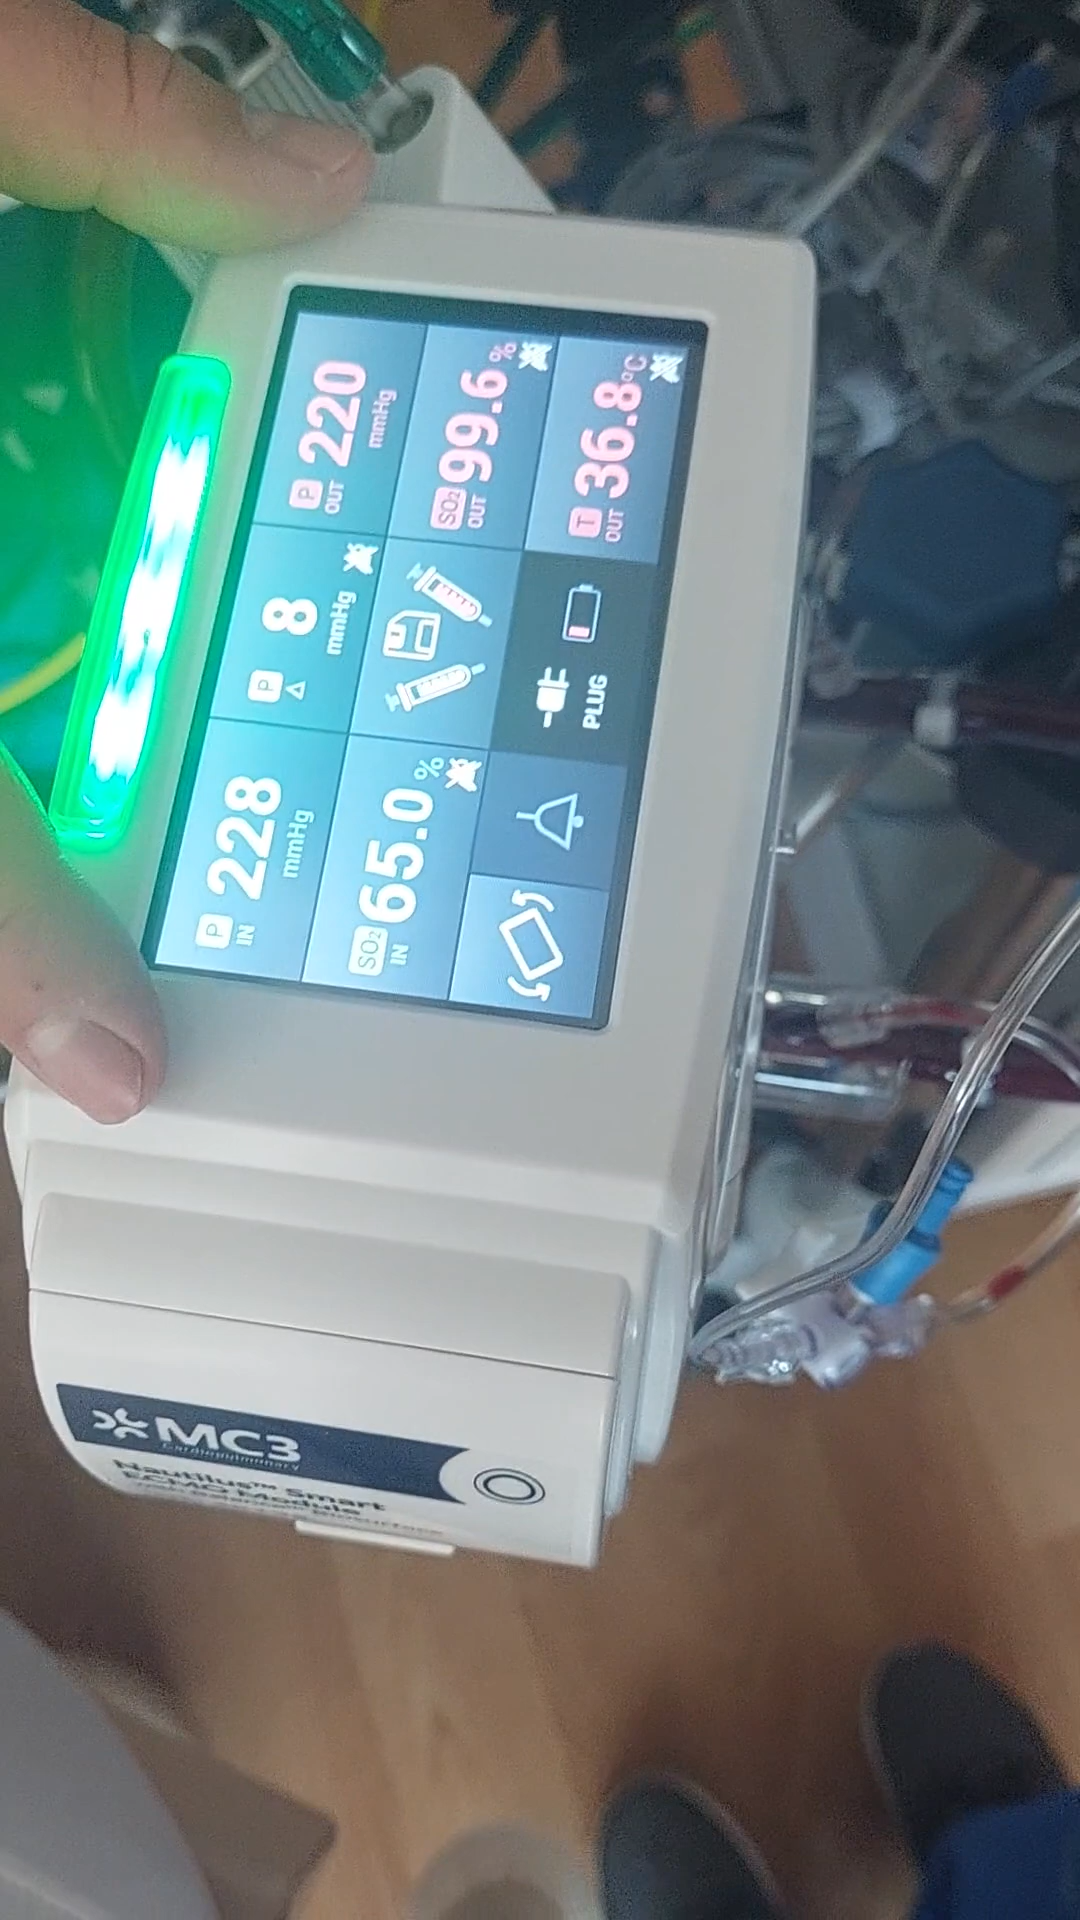 P IN 228 mmHg
P Δ 8 mmHg
P OUT 220 mmHg
SO₂ IN 65.0 %
SO₂ OUT 99.6 %
PLUG
T OUT 36.8 °C
MC3
Cardiopulmonary
Nautilus™ Smart
ECMO Module